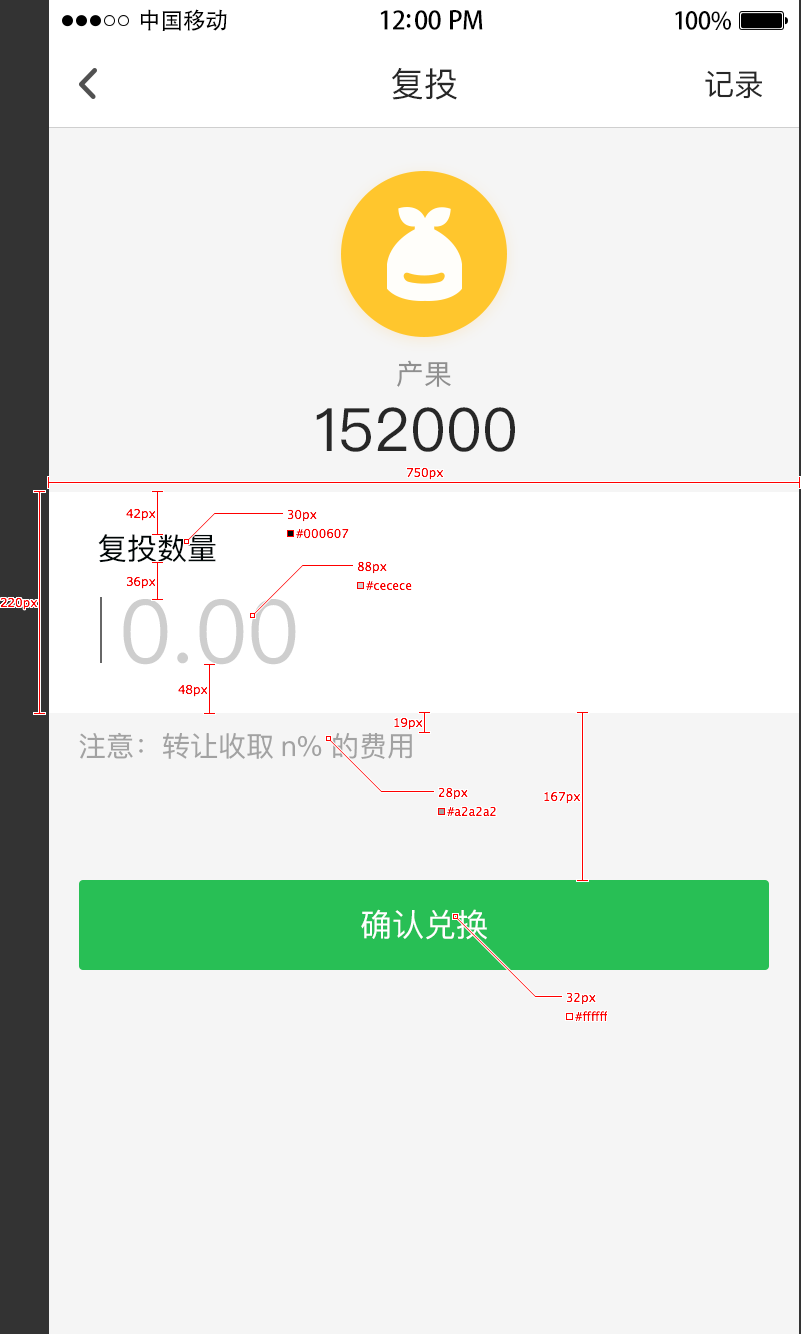 中国移动 12:00 PM 100%
复投 记录
产果
152000
750px
42px 30px
#000607
复投数量
36px 88px
#cecece
220px
0.00
48px
19px
注意：转让收取 n% 的费用
28px
167px
#a2a2a2
确认兑换
32px
#ffffff